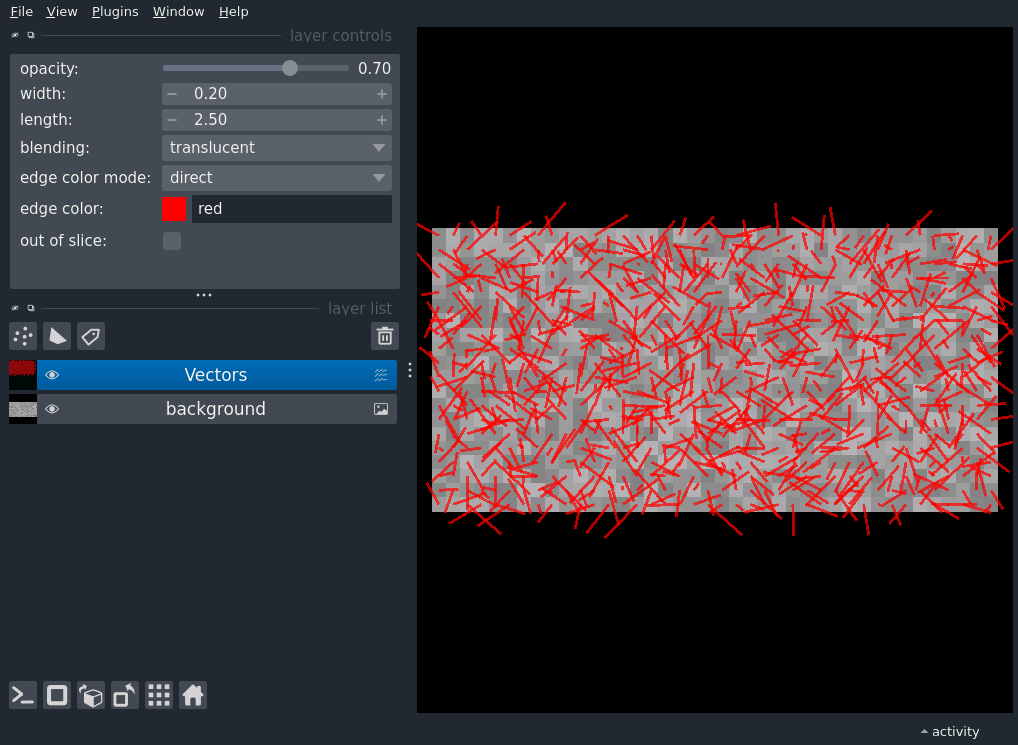 File View Plugins Window Help
layer controls
opacity: 0.70
width: 0.20
length: 2.50
blending: translucent
edge color mode: direct
edge color: red
out of slice:
layer list
Vectors
background
activity